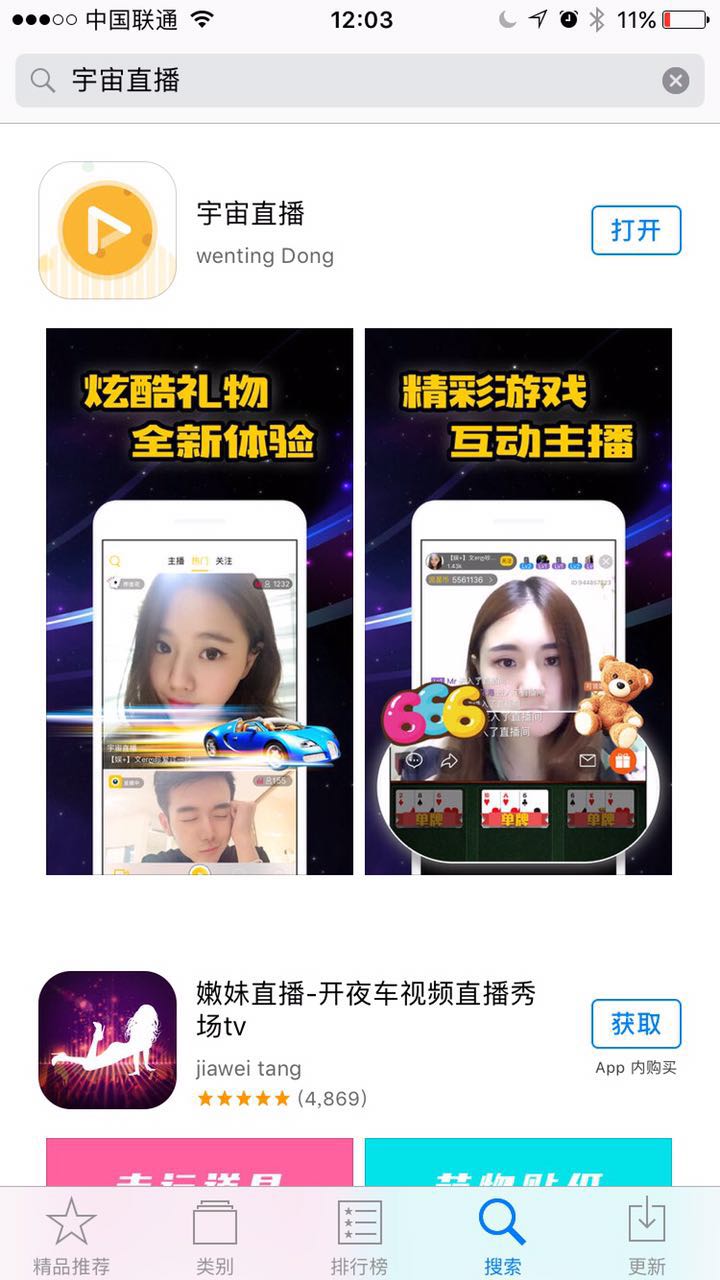 中国联通
12:03
11%
宇宙直播
宇宙直播
wenting Dong
打开
炫酷礼物
全新体验
精彩游戏
互动主播
主播 热门 关注
1232
宇宙直播
155
1.43K
5561136
666
单牌
单牌
单牌
嫩妹直播-开夜车视频直播秀
场tv
获取
jiawei tang
App 内购买
(4,869)
精品推荐
类别
排行榜
搜索
更新